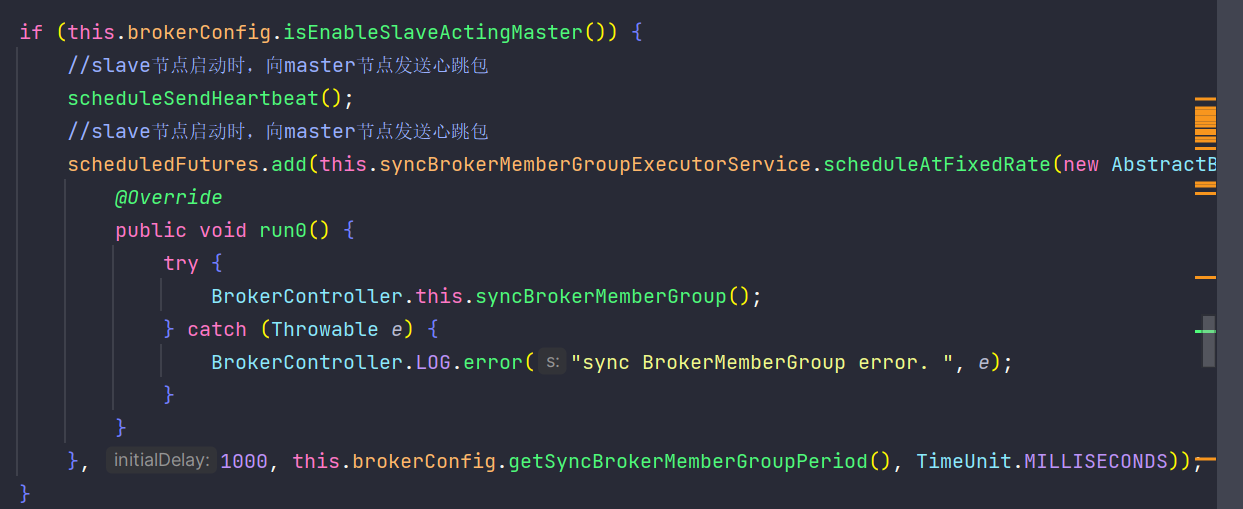 if (this.brokerConfig.isEnableSlaveActingMaster()) {
//slave节点启动时，向master节点发送心跳包
scheduleSendHeartbeat();
//slave节点启动时，向master节点发送心跳包
scheduledFutures.add(this.syncBrokerMemberGroupExecutorService.scheduleAtFixedRate(new AbstractB
@Override
public void run0() {
try {
BrokerController.this.syncBrokerMemberGroup();
} catch (Throwable e) {
BrokerController.LOG.error( s: "sync BrokerMemberGroup error. ", e);
}
}
}, initialDelay: 1000, this.brokerConfig.getSyncBrokerMemberGroupPeriod(), TimeUnit.MILLISECONDS));
}